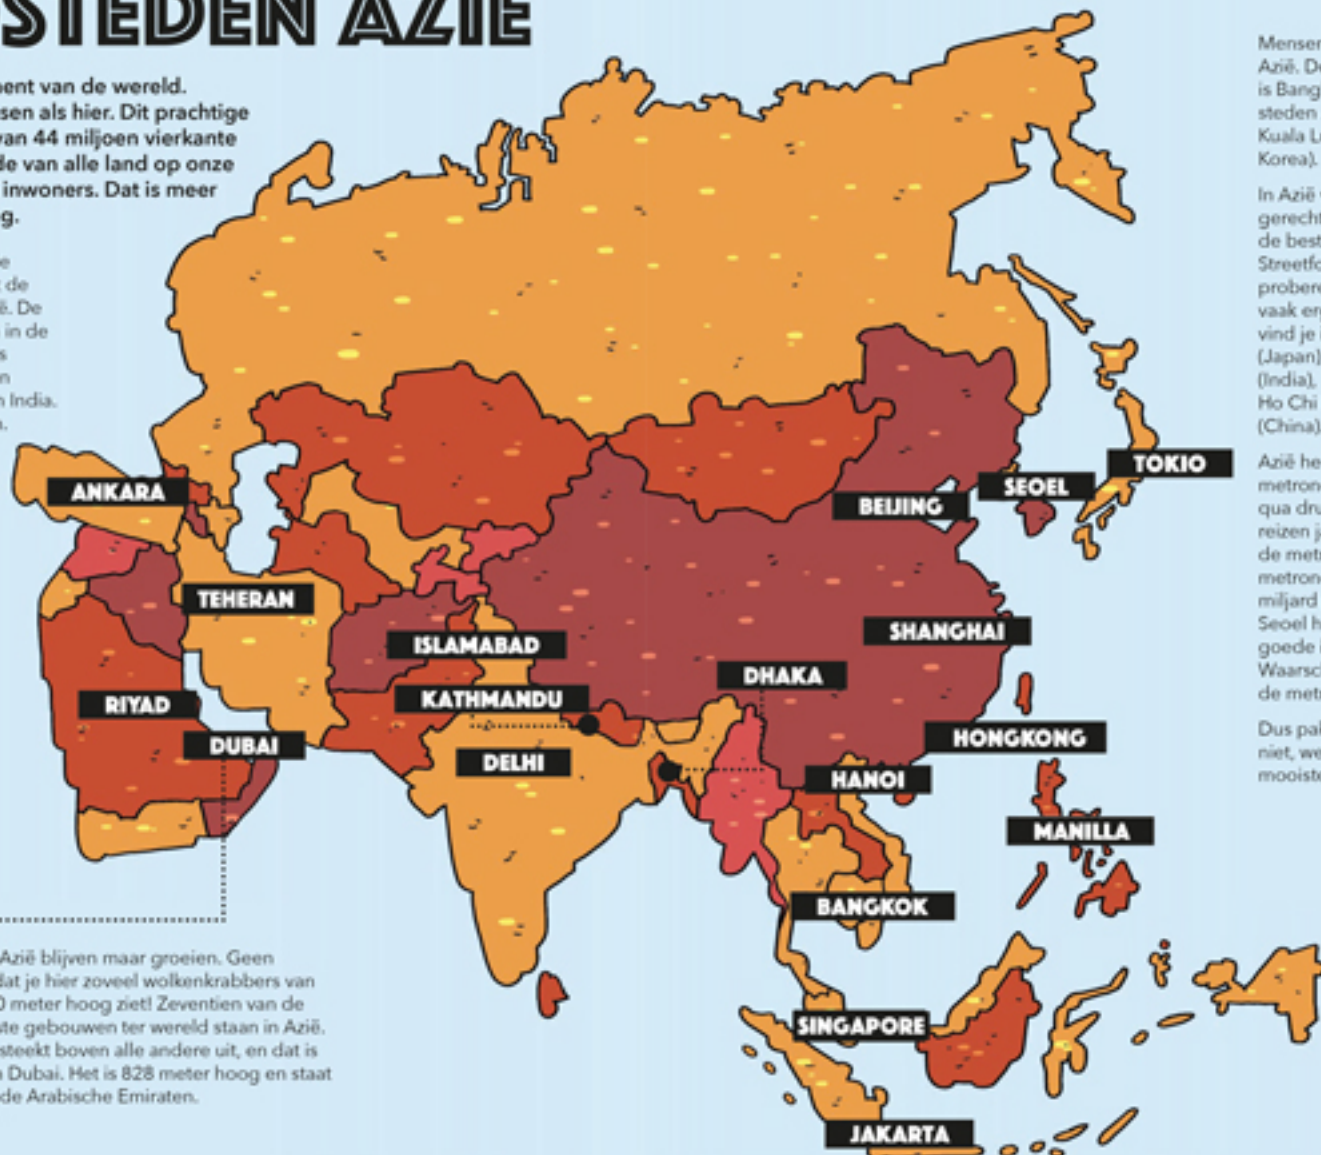 STEDEN AZIË
ent van de wereld.
sen als hier. Dit prachtige
van 44 miljoen vierkante
de van alle land op onze
inwoners. Dat is meer
g.
e
de
ë. De
in de
s
n
India.
ANKARA
TEHERAN
RIYAD
DUBAI
ISLAMABAD
KATHMANDU
DELHI
DHAKA
BEIJING
SEOEL
TOKIO
SHANGHAI
HONGKONG
HANOI
MANILLA
BANGKOK
SINGAPORE
JAKARTA
Azië blijven maar groeien. Geen
dat je hier zoveel wolkenkrabbers van
0 meter hoog ziet! Zeventien van de
ste gebouwen ter wereld staan in Azië.
steekt boven alle andere uit, en dat is
Dubai. Het is 828 meter hoog en staat
de Arabische Emiraten.
Mensen
Azië. De
is Bang
steden
Kuala Lu
Korea).
In Azië
gerecht
de best
Streetfo
probere
vaak erg
vind je
(Japan)
(India),
Ho Chi
(China)
Azië he
metron
qua dru
reizen j
de met
metron
miljard
Seoel h
goede
Waarsc
de met
Dus pa
niet, we
mooist